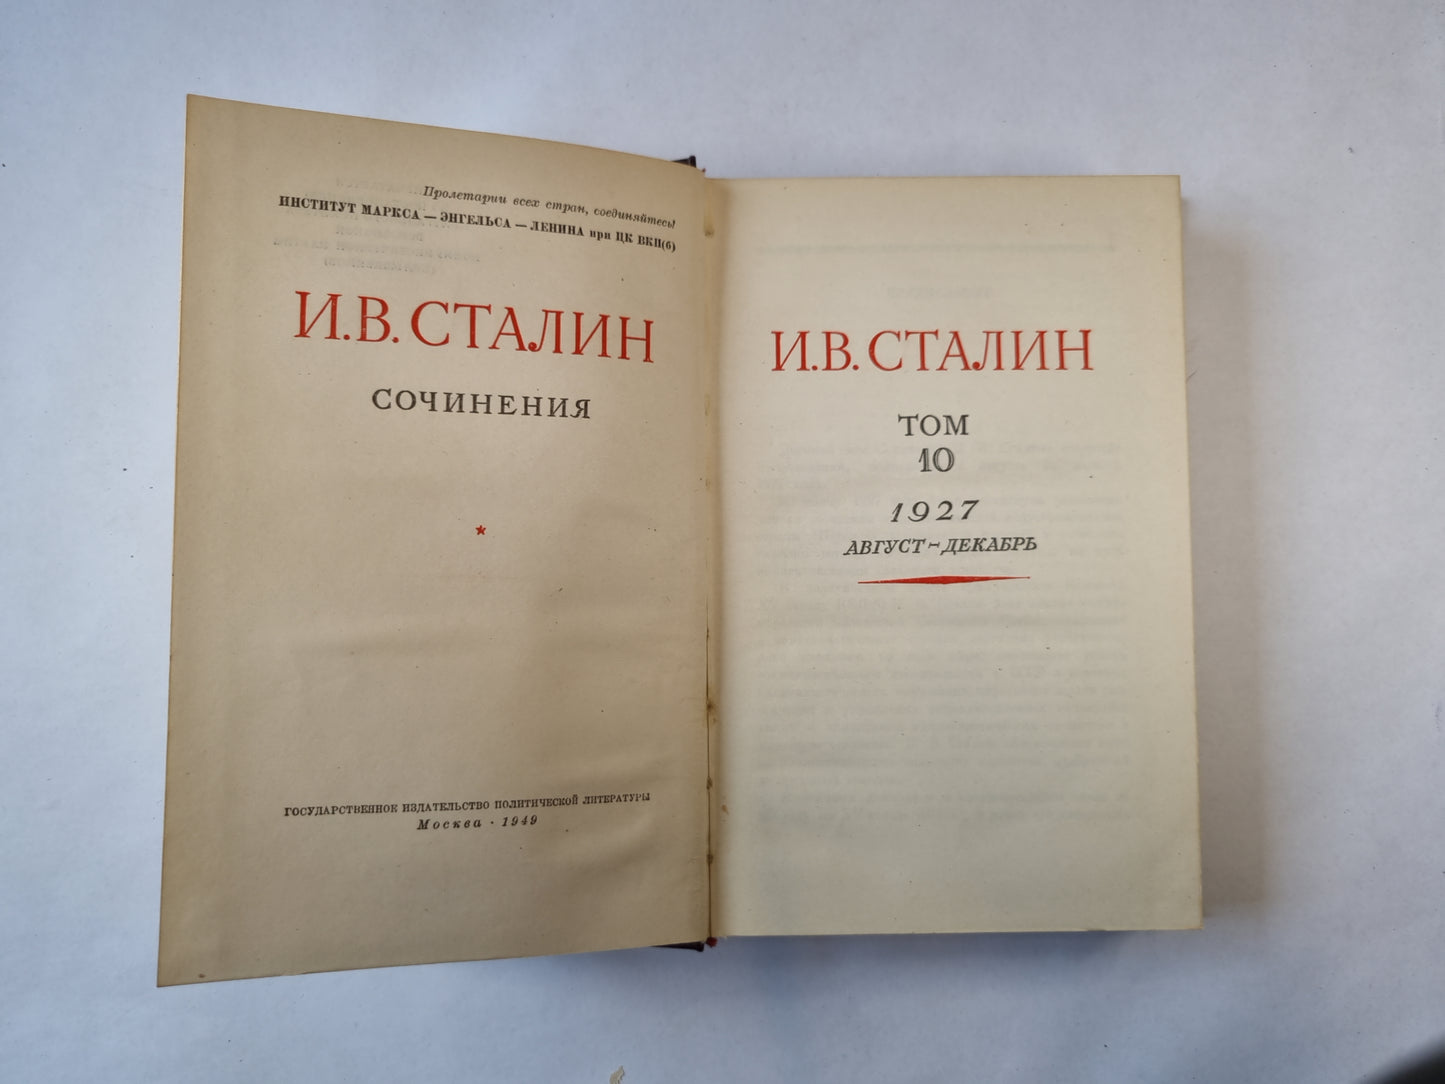 Пролетарии всех стран, соединяйтесь!
ИНСТИТУТ МАРКСА — ЭНГЕЛЬСА — ЛЕНИНА при ЦК ВКП(б)
И.В. СТАЛИН
СОЧИНЕНИЯ
ГОСУДАРСТВЕННОЕ ИЗДАТЕЛЬСТВО ПОЛИТИЧЕСКОЙ ЛИТЕРАТУРЫ
Москва · 1949
И.В. СТАЛИН
ТОМ
10
1927
АВГУСТ-ДЕКАБРЬ